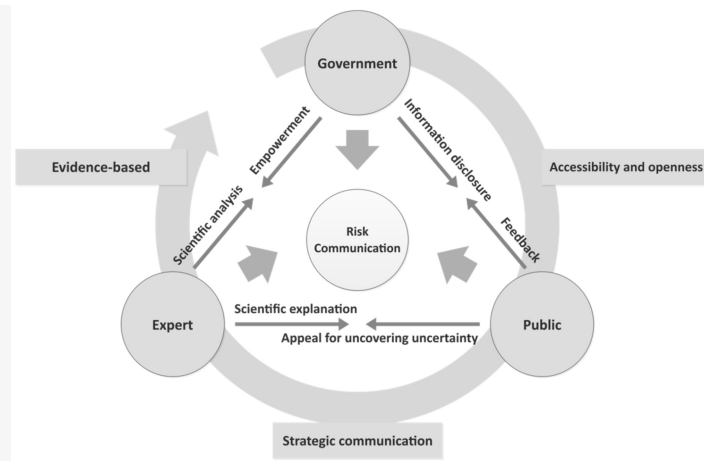 Government
Empowerment
Information disclosure
Evidence-based
Accessibility and openness
Scientific analysis
Feedback
Risk
Communication
Expert
Scientific explanation
Appeal for uncovering uncertainty
Public
Strategic communication